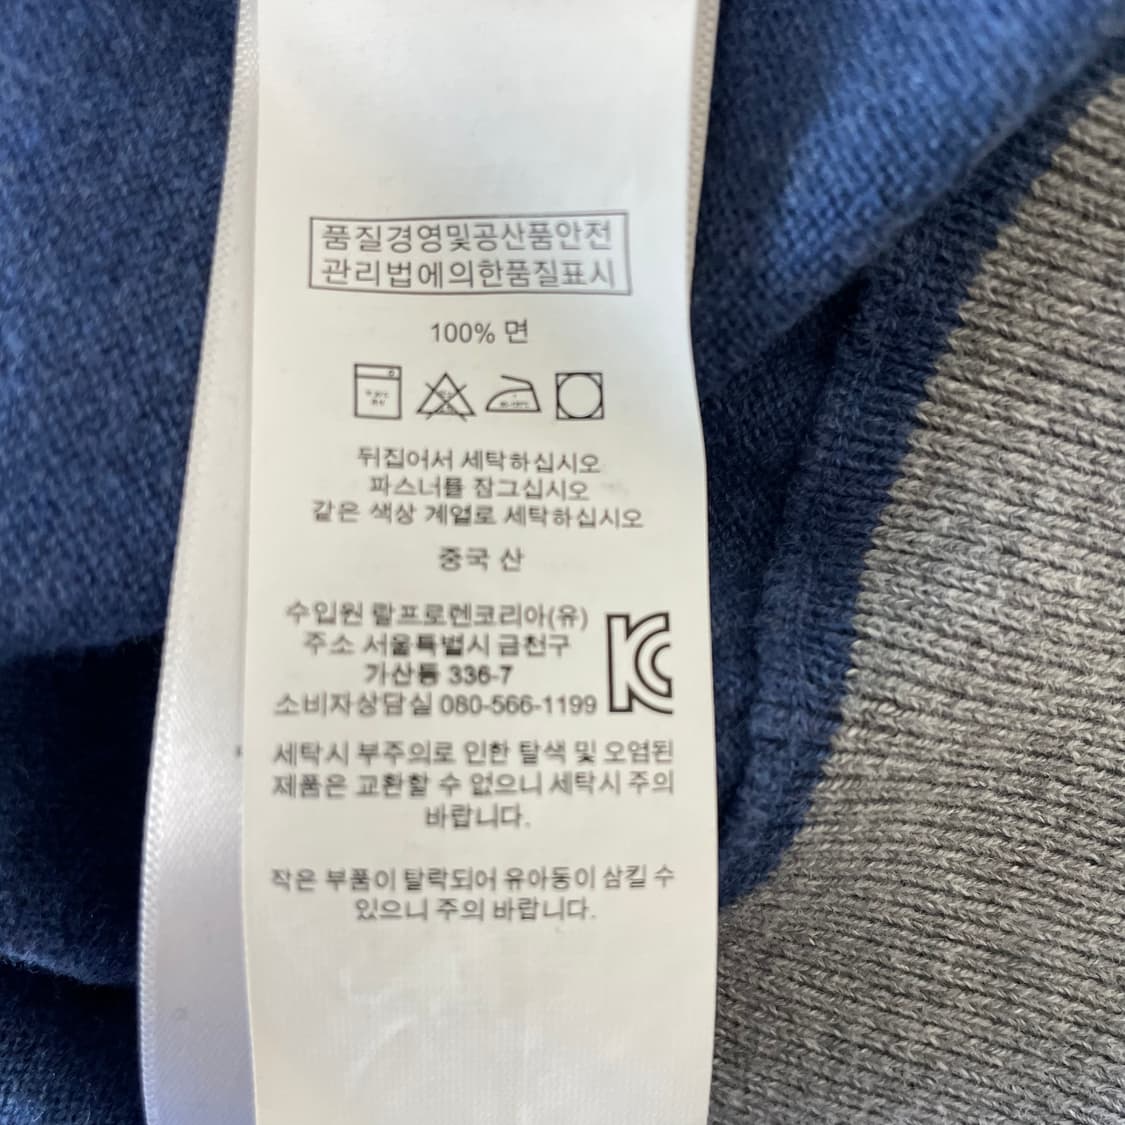 품질경영및공산품안전
관리법에의한품질표시
100% 면
뒤집어서 세탁하십시오
파스너를 잠그십시오
같은 색상 계열로 세탁하십시오
중국 산
수입원 랄프로렌코리아(유)
주소 서울특별시 금천구
가산동 336-7
소비자상담실 080-566-1199
세탁시 부주의로 인한 탈색 및 오염된
제품은 교환할 수 없으니 세탁시 주의
바랍니다.
작은 부품이 탈락되어 유아동이 삼킬 수
있으니 주의 바랍니다.